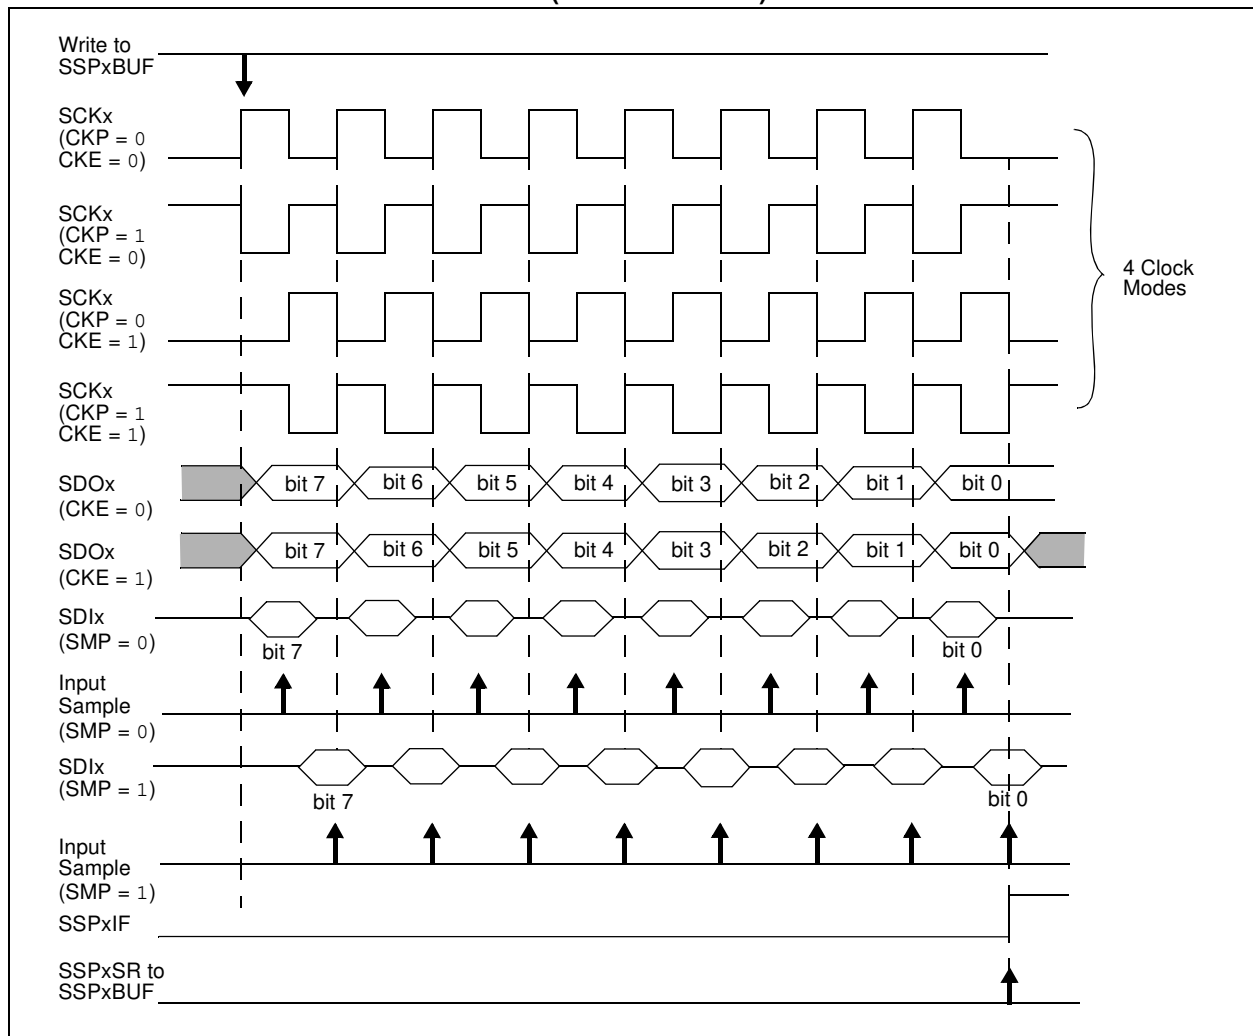 Write to
SSPxBUF
SCKx
(CKP = 0
CKE = 0)
SCKx
(CKP = 1
CKE = 0)
SCKx
(CKP = 0
CKE = 1)
SCKx
(CKP = 1
CKE = 1)
4 Clock
Modes
SDOx
(CKE = 0)
bit 7 bit 6 bit 5 bit 4 bit 3 bit 2 bit 1 bit 0
SDOx
(CKE = 1)
bit 7 bit 6 bit 5 bit 4 bit 3 bit 2 bit 1 bit 0
SDIx
(SMP = 0)
bit 7 bit 0
Input
Sample
(SMP = 0)
SDIx
(SMP = 1)
bit 7 bit 0
Input
Sample
(SMP = 1)
SSPxIF
SSPxSR to
SSPxBUF